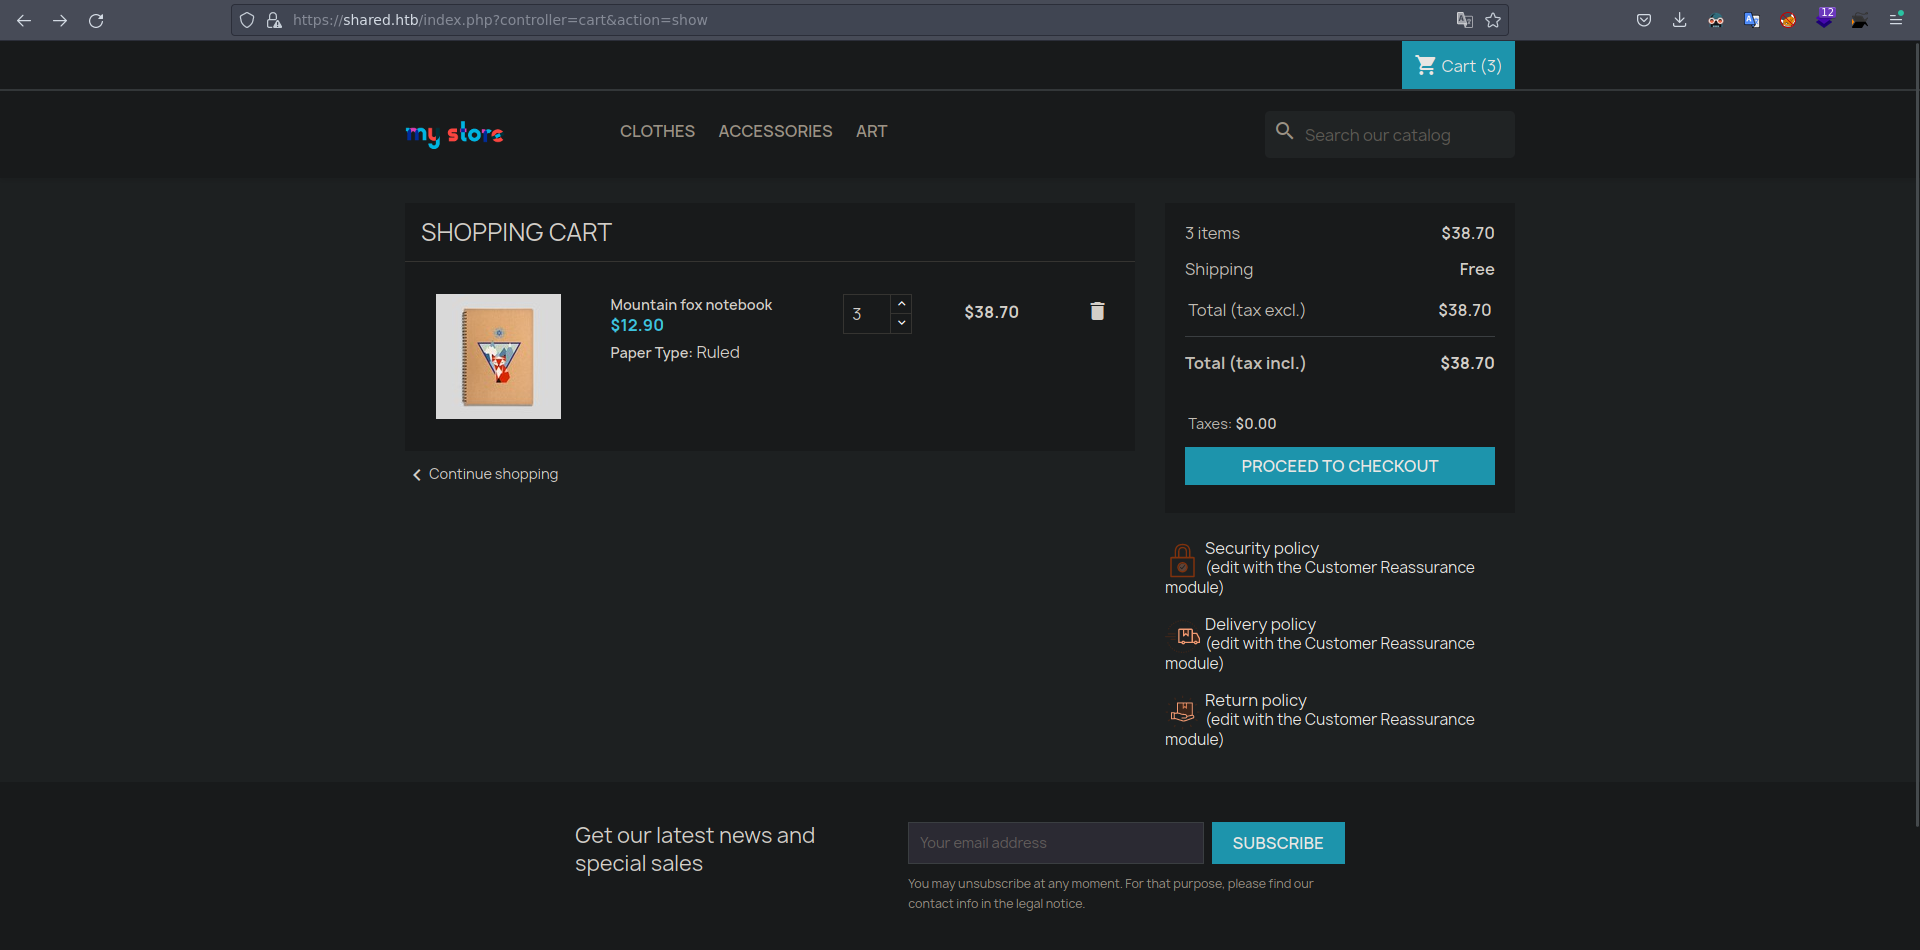 https://shared.htb/index.php?controller=cart&action=show
12
Cart (3)
my store
CLOTHES ACCESSORIES ART
Search our catalog
SHOPPING CART
Mountain fox notebook
$12.90
Paper Type: Ruled
3
$38.70
Continue shopping
3 items $38.70
Shipping Free
Total (tax excl.) $38.70
Total (tax incl.) $38.70
Taxes: $0.00
PROCEED TO CHECKOUT
Security policy
(edit with the Customer Reassurance
module)
Delivery policy
(edit with the Customer Reassurance
module)
Return policy
(edit with the Customer Reassurance
module)
Get our latest news and
special sales
Your email address
SUBSCRIBE
You may unsubscribe at any moment. For that purpose, please find our
contact info in the legal notice.